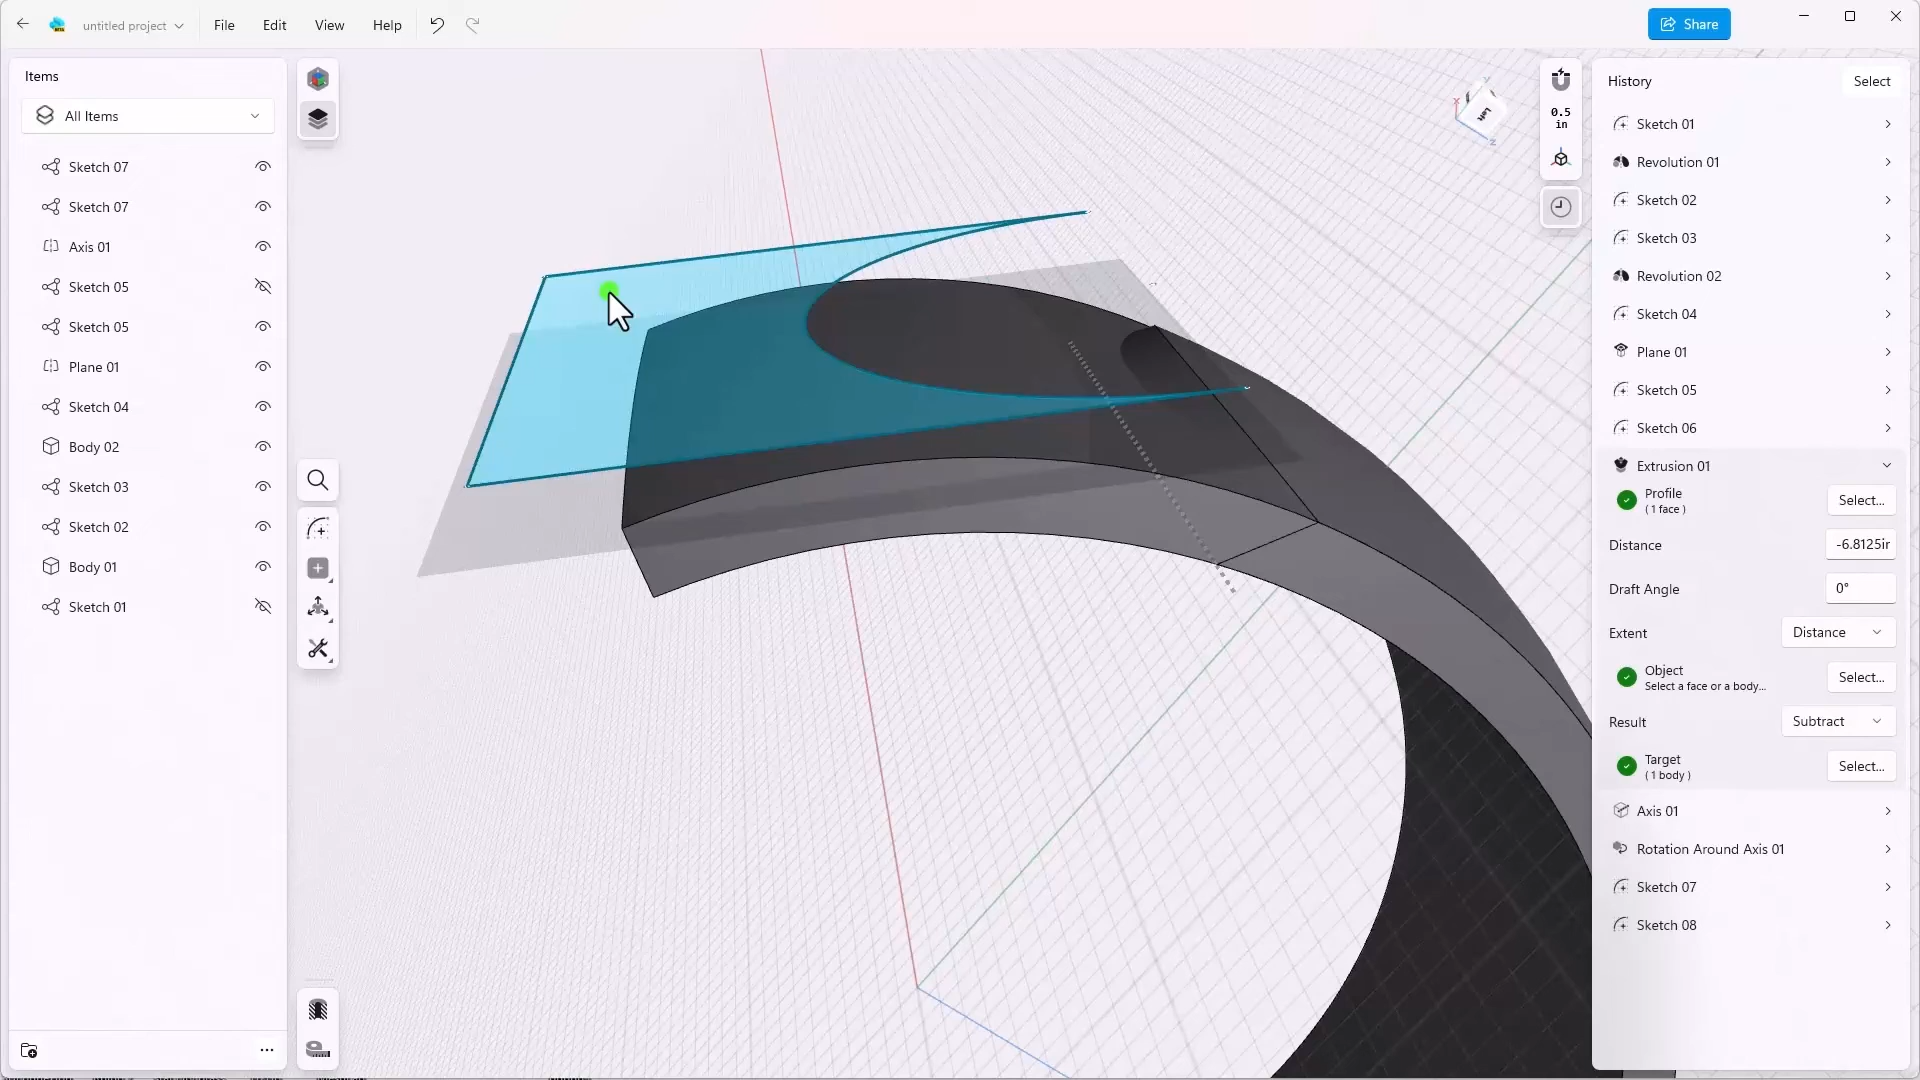 untitled project
File
Edit
View
Help
Share
Items
All Items
Sketch 07
Sketch 07
Axis 01
Sketch 05
Sketch 05
Plane 01
Sketch 04
Body 02
Sketch 03
Sketch 02
Body 01
Sketch 01
X
Y
Z
Left
0.5
in
History
Select
Sketch 01
Revolution 01
Sketch 02
Sketch 03
Revolution 02
Sketch 04
Plane 01
Sketch 05
Sketch 06
Extrusion 01
Profile
( 1 face )
Select...
Distance
-6.8125ir
Draft Angle
0°
Extent
Distance
Object
Select a face or a body...
Select...
Result
Subtract
Target
( 1 body )
Select...
Axis 01
Rotation Around Axis 01
Sketch 07
Sketch 08